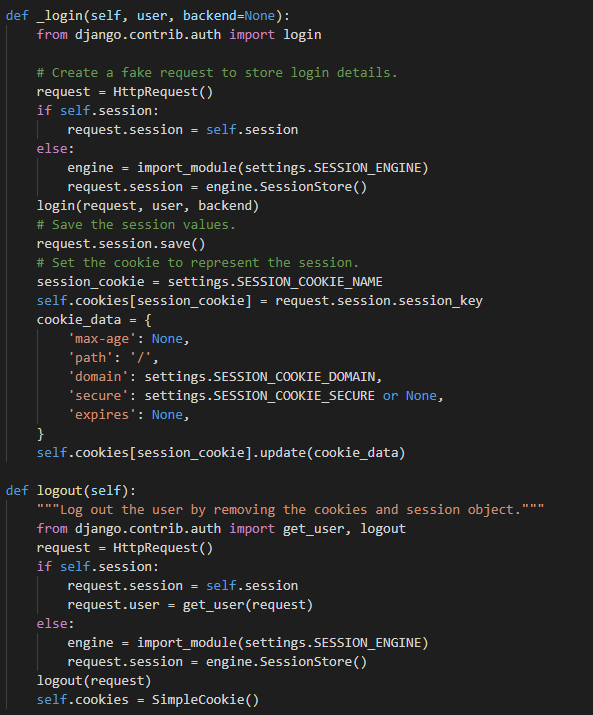 def _login(self, user, backend=None):
    from django.contrib.auth import login

    # Create a fake request to store login details.
    request = HttpRequest()
    if self.session:
        request.session = self.session
    else:
        engine = import_module(settings.SESSION_ENGINE)
        request.session = engine.SessionStore()
    login(request, user, backend)
    # Save the session values.
    request.session.save()
    # Set the cookie to represent the session.
    session_cookie = settings.SESSION_COOKIE_NAME
    self.cookies[session_cookie] = request.session.session_key
    cookie_data = {
        'max-age': None,
        'path': '/',
        'domain': settings.SESSION_COOKIE_DOMAIN,
        'secure': settings.SESSION_COOKIE_SECURE or None,
        'expires': None,
    }
    self.cookies[session_cookie].update(cookie_data)

def logout(self):
    """Log out the user by removing the cookies and session object."""
    from django.contrib.auth import get_user, logout
    request = HttpRequest()
    if self.session:
        request.session = self.session
        request.user = get_user(request)
    else:
        engine = import_module(settings.SESSION_ENGINE)
        request.session = engine.SessionStore()
    logout(request)
    self.cookies = SimpleCookie()